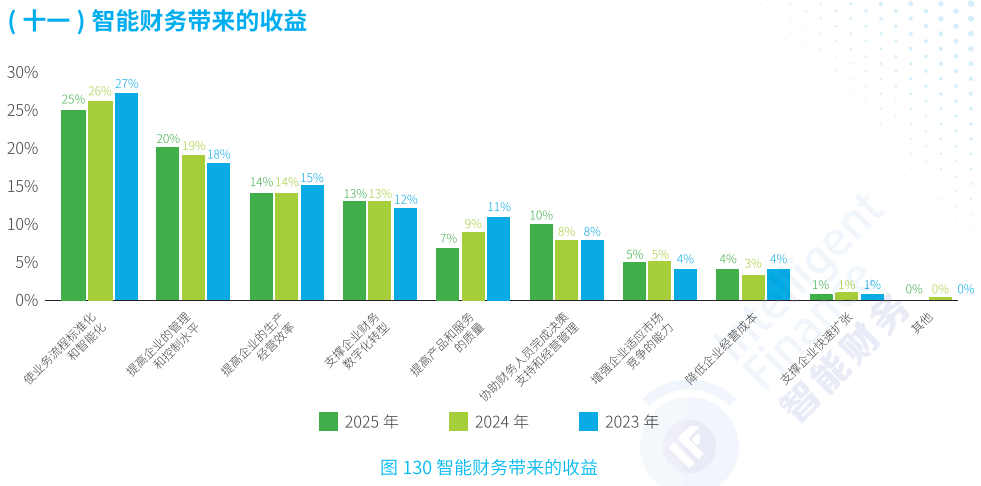 ( 十一 ) 智能财务带来的收益
30%
25%
20%
15%
10%
5%
0%
25% 26% 27%
20% 19% 18%
14% 14% 15%
13% 13% 12%
7% 9% 11%
10% 8% 8%
5% 5% 4%
4% 3% 4%
1% 1% 1%
0% 0% 0%
使业务流程标准化
和智能化
提高企业的管理
和控制水平
提高企业的生产
经营效率
支撑企业财务
数字化转型
提高产品和服务
的质量
协助财务人员完成决策
支持和经营管理
增强企业适应市场
竞争的能力
降低企业经营成本
支撑企业快速扩张
其他
2025 年
2024 年
2023 年
图 130 智能财务带来的收益
Intelligent
Finance
智能财务
IF